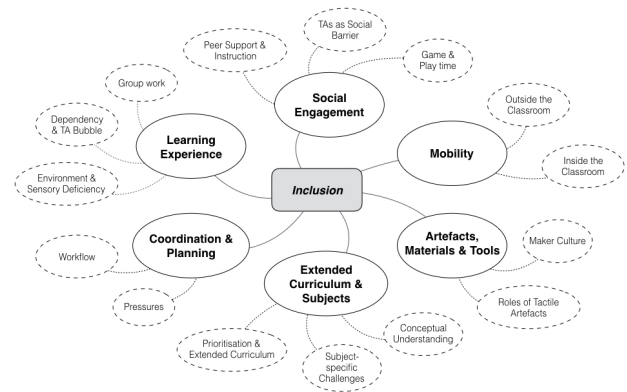 TAs as Social
Barrier
Peer Support &
Instruction
Game &
Play time
Social
Engagement
Group work
Dependency
& TA Bubble
Environment &
Sensory Deficiency
Learning
Experience
Outside the
Classroom
Inside the
Classroom
Mobility
Inclusion
Coordination &
Planning
Workflow
Pressures
Artefacts,
Materials & Tools
Maker Culture
Roles of Tactile
Artefacts
Extended
Curriculum &
Subjects
Prioritisation &
Extended Curriculum
Subject-
specific
Challenges
Conceptual
Understanding